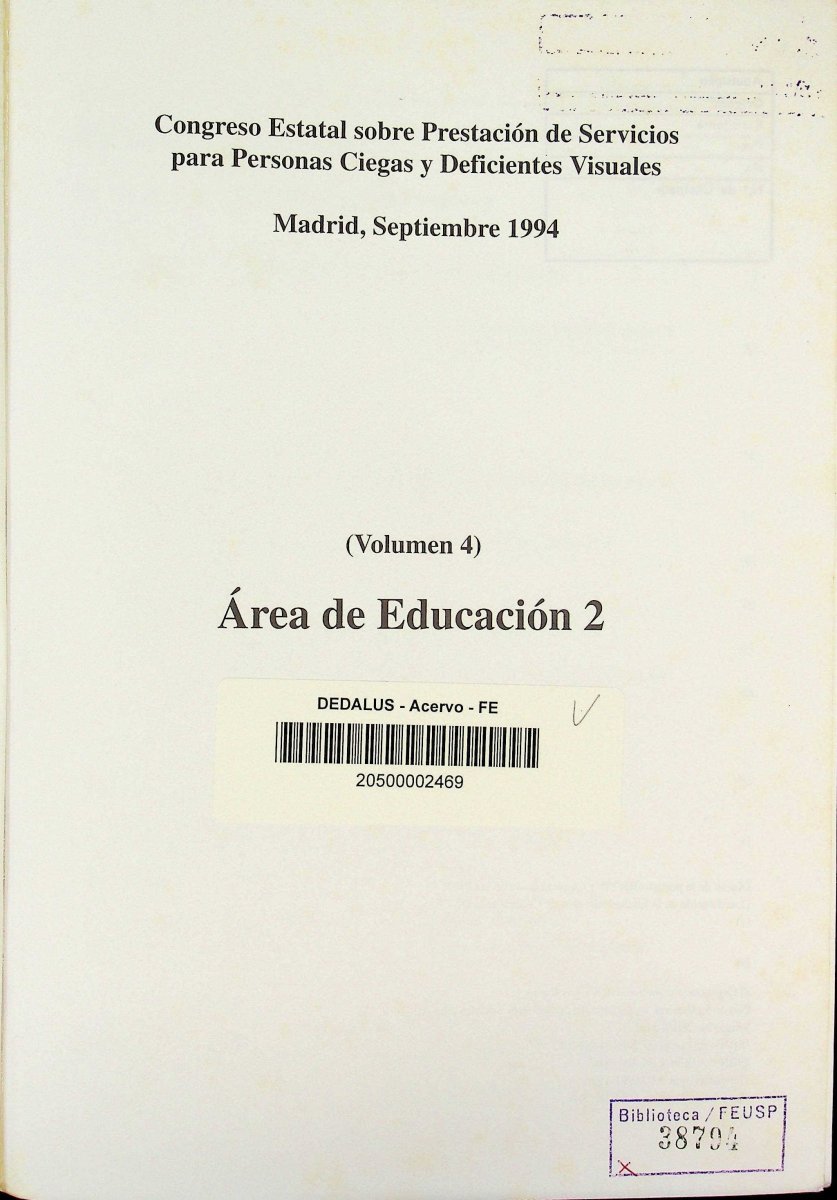 Congreso Estatal sobre Prestación de Servicios
para Personas Ciegas y Deficientes Visuales
Madrid, Septiembre 1994
(Volumen 4)
Área de Educación 2
DEDALUS - Acervo - FE
20500002469
Biblioteca / FEUSP
38794